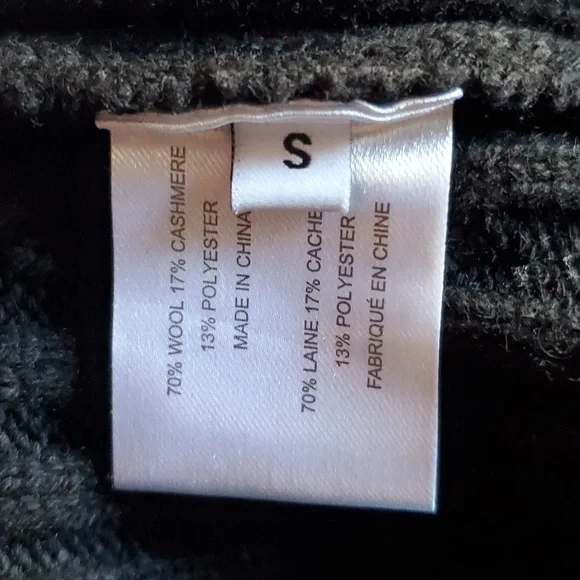 S
70% WOOL 17% CASHMERE
13% POLYESTER
MADE IN CHINA
70% LAINE 17% CACHE
13% POLYESTER
FABRIQUÉ EN CHINE